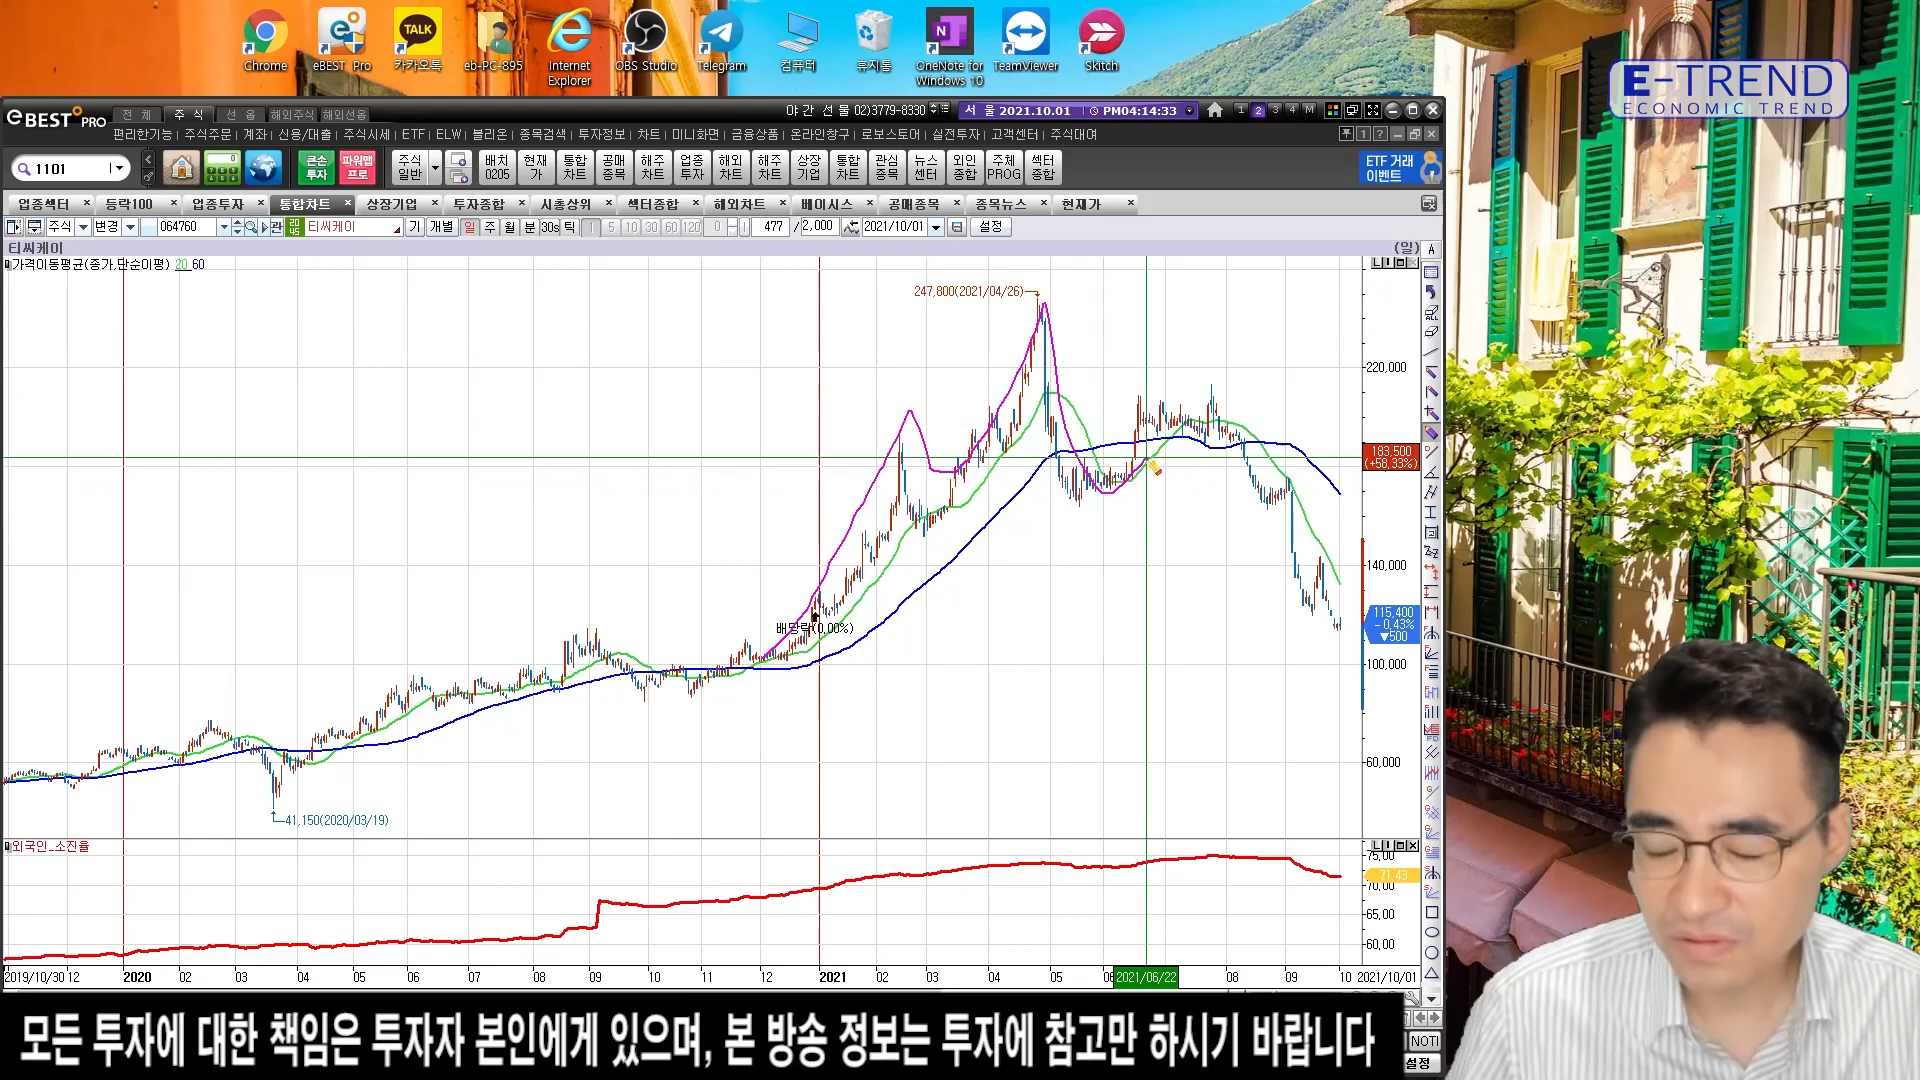 Chrome
eBEST Pro
카카오톡
eb-PC-895
Internet Explorer
OBS Studio
Telegram
컴퓨터
휴지통
OneNote for Windows 10
TeamViewer
Skitch
E-TREND
ECONOMIC TREND
eBEST PRO
전 체
주 식
선 옵
해외주식
해외선옵
야 간 선 물 02)3779-8330
서 울 2021.10.01 PM04:14:33
1 2 3 4 M
편리한기능 | 주식주문 | 계좌 | 신용/대출 | 주식시세 | ETF | ELW | 블리온 | 종목검색 | 투자정보 | 차트 | 미니화면 | 금융상품 | 온라인창구 | 로보스토어 | 실전투자 | 고객센터 | 주식대여
1101
큰손 투자
파워맵 프로
주식 일반
배치 0205
현재 가
통합 차트
공매 종목
해주 차트
업종 투자
해외 차트
해주 차트
상장 기업
통합 차트
관심 종목
뉴스 센터
외인 종합
주체 PROG
섹터 종합
ETF 거래 이벤트
업종섹터
등락100
업종투자
통합차트
상장기업
투자종합
시총상위
섹터종합
해외차트
베이시스
공매종목
종목뉴스
현재가
주식
변경
064760
관
티씨케이
기
개별
일 주 월 분 30s 틱
1 5 10 30 60 120
0
477 / 2,000
2021/10/01
설정
티씨케이
(일)
가격이동평균(종가,단순이평) 20 60
247,800(2021/04/26)
220,000
183,500
(+58,33%)
140,000
115,400
- 0,43%
▼500
배당락(0,00%)
100,000
60,000
41,150(2020/03/19)
외국인_소진율
75,00
71,43
70,00
65,00
60,00
2019/10/30 12 2020 02 03 04 05 06 07 08 09 10 11 12 2021 02 03 04 05 06 2021/06/22 08 09 10 2021/10/01
모든 투자에 대한 책임은 투자자 본인에게 있으며, 본 방송 정보는 투자에 참고만 하시기 바랍니다
NOTI
설정